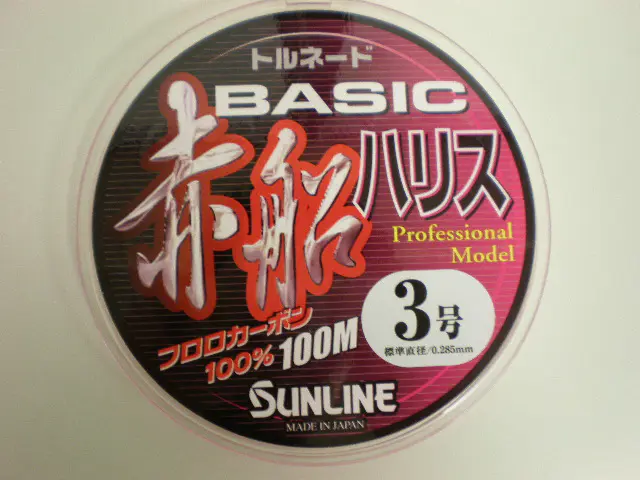 トルネード
BASIC
赤船
ハリス
Professional
Model
3号
標準直径/0.285mm
フロロカーボン
100% 100M
SUNLINE
MADE IN JAPAN